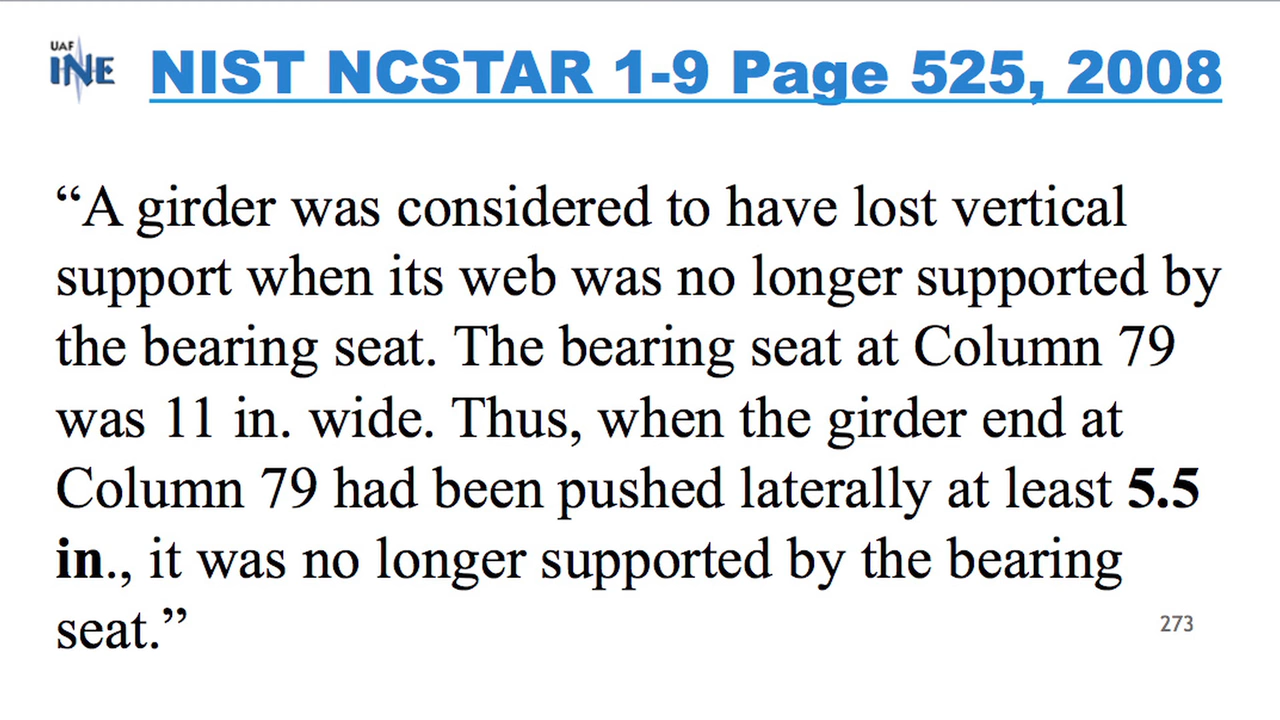 UAF
INE
NIST NCSTAR 1-9 Page 525, 2008
“A girder was considered to have lost vertical
support when its web was no longer supported by
the bearing seat. The bearing seat at Column 79
was 11 in. wide. Thus, when the girder end at
Column 79 had been pushed laterally at least 5.5
in., it was no longer supported by the bearing
seat.”
273